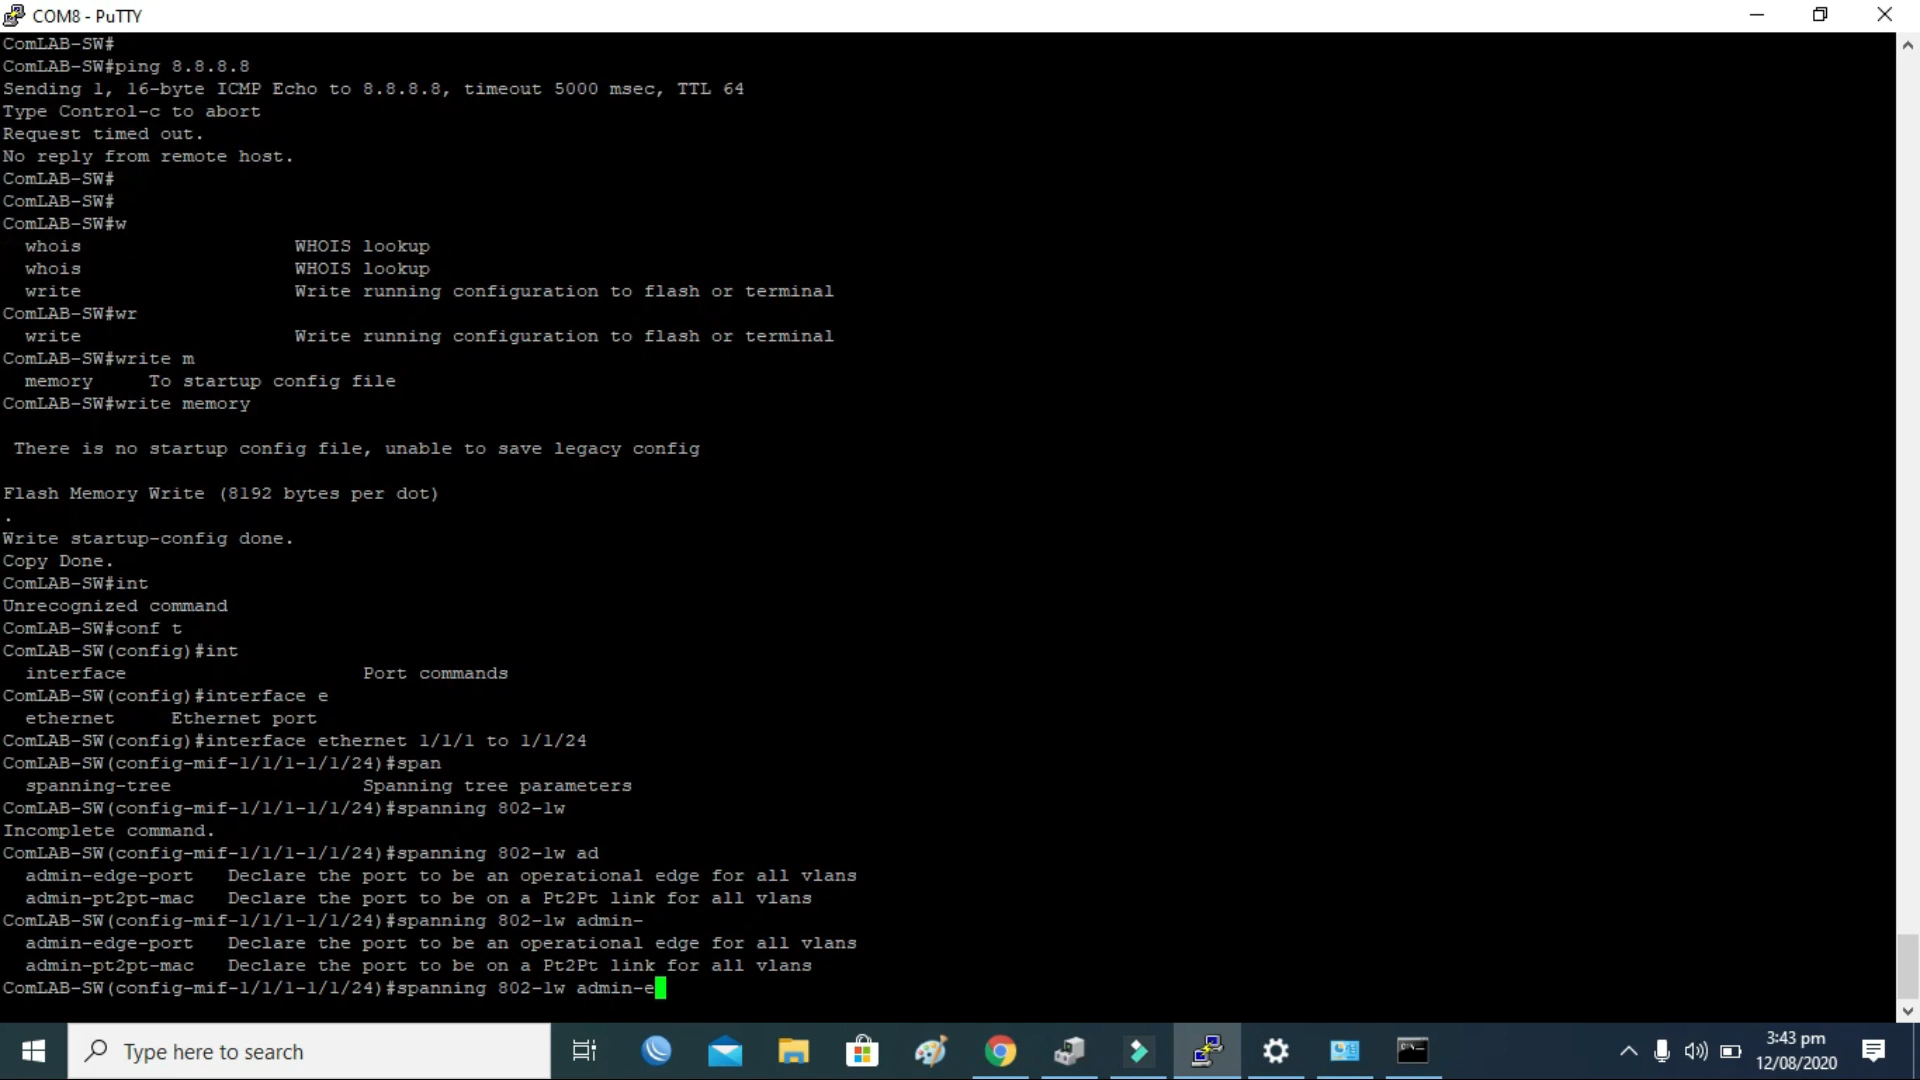 COM8 - PuTTY
ComLAB-SW#
ComLAB-SW#ping 8.8.8.8
Sending 1, 16-byte ICMP Echo to 8.8.8.8, timeout 5000 msec, TTL 64
Type Control-c to abort
Request timed out.
No reply from remote host.
ComLAB-SW#
ComLAB-SW#
ComLAB-SW#w
  whois                   WHOIS lookup
  whois                   WHOIS lookup
  write                   Write running configuration to flash or terminal
ComLAB-SW#wr
  write                   Write running configuration to flash or terminal
ComLAB-SW#write m
  memory     To startup config file
ComLAB-SW#write memory
 There is no startup config file, unable to save legacy config
Flash Memory Write (8192 bytes per dot)
.
Write startup-config done.
Copy Done.
ComLAB-SW#int
Unrecognized command
ComLAB-SW#conf t
ComLAB-SW(config)#int
  interface                     Port commands
ComLAB-SW(config)#interface e
  ethernet     Ethernet port
ComLAB-SW(config)#interface ethernet 1/1/1 to 1/1/24
ComLAB-SW(config-mif-1/1/1-1/1/24)#span
  spanning-tree                 Spanning tree parameters
ComLAB-SW(config-mif-1/1/1-1/1/24)#spanning 802-1w
Incomplete command.
ComLAB-SW(config-mif-1/1/1-1/1/24)#spanning 802-1w ad
  admin-edge-port   Declare the port to be an operational edge for all vlans
  admin-pt2pt-mac   Declare the port to be on a Pt2Pt link for all vlans
ComLAB-SW(config-mif-1/1/1-1/1/24)#spanning 802-1w admin-
  admin-edge-port   Declare the port to be an operational edge for all vlans
  admin-pt2pt-mac   Declare the port to be on a Pt2Pt link for all vlans
ComLAB-SW(config-mif-1/1/1-1/1/24)#spanning 802-1w admin-e
Type here to search
3:43 pm
12/08/2020